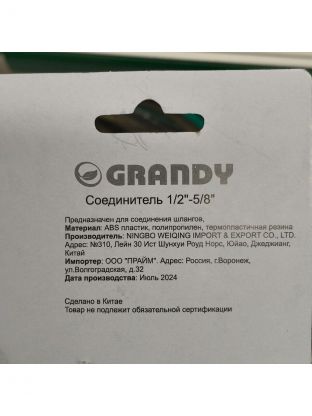 GRANDY
Соединитель 1/2"-5/8"
Предназначен для соединения шлангов,
Материал: ABS пластик, полипропилен, термопластичная резина
Производитель: NINGBO WEIQING IMPORT & EXPORT CO., LTD.
Адрес: №310, Лейн 30 Ист Шунхуи Роуд Норс, Юйао, Джеджианг,
Китай
Импортер: ООО "ПРАЙМ". Адрес: Россия, г.Воронеж,
ул.Волгоградская, д.32
Дата производства: Июль 2024
Сделано в Китае
Товар не подлежит обязательной сертификации